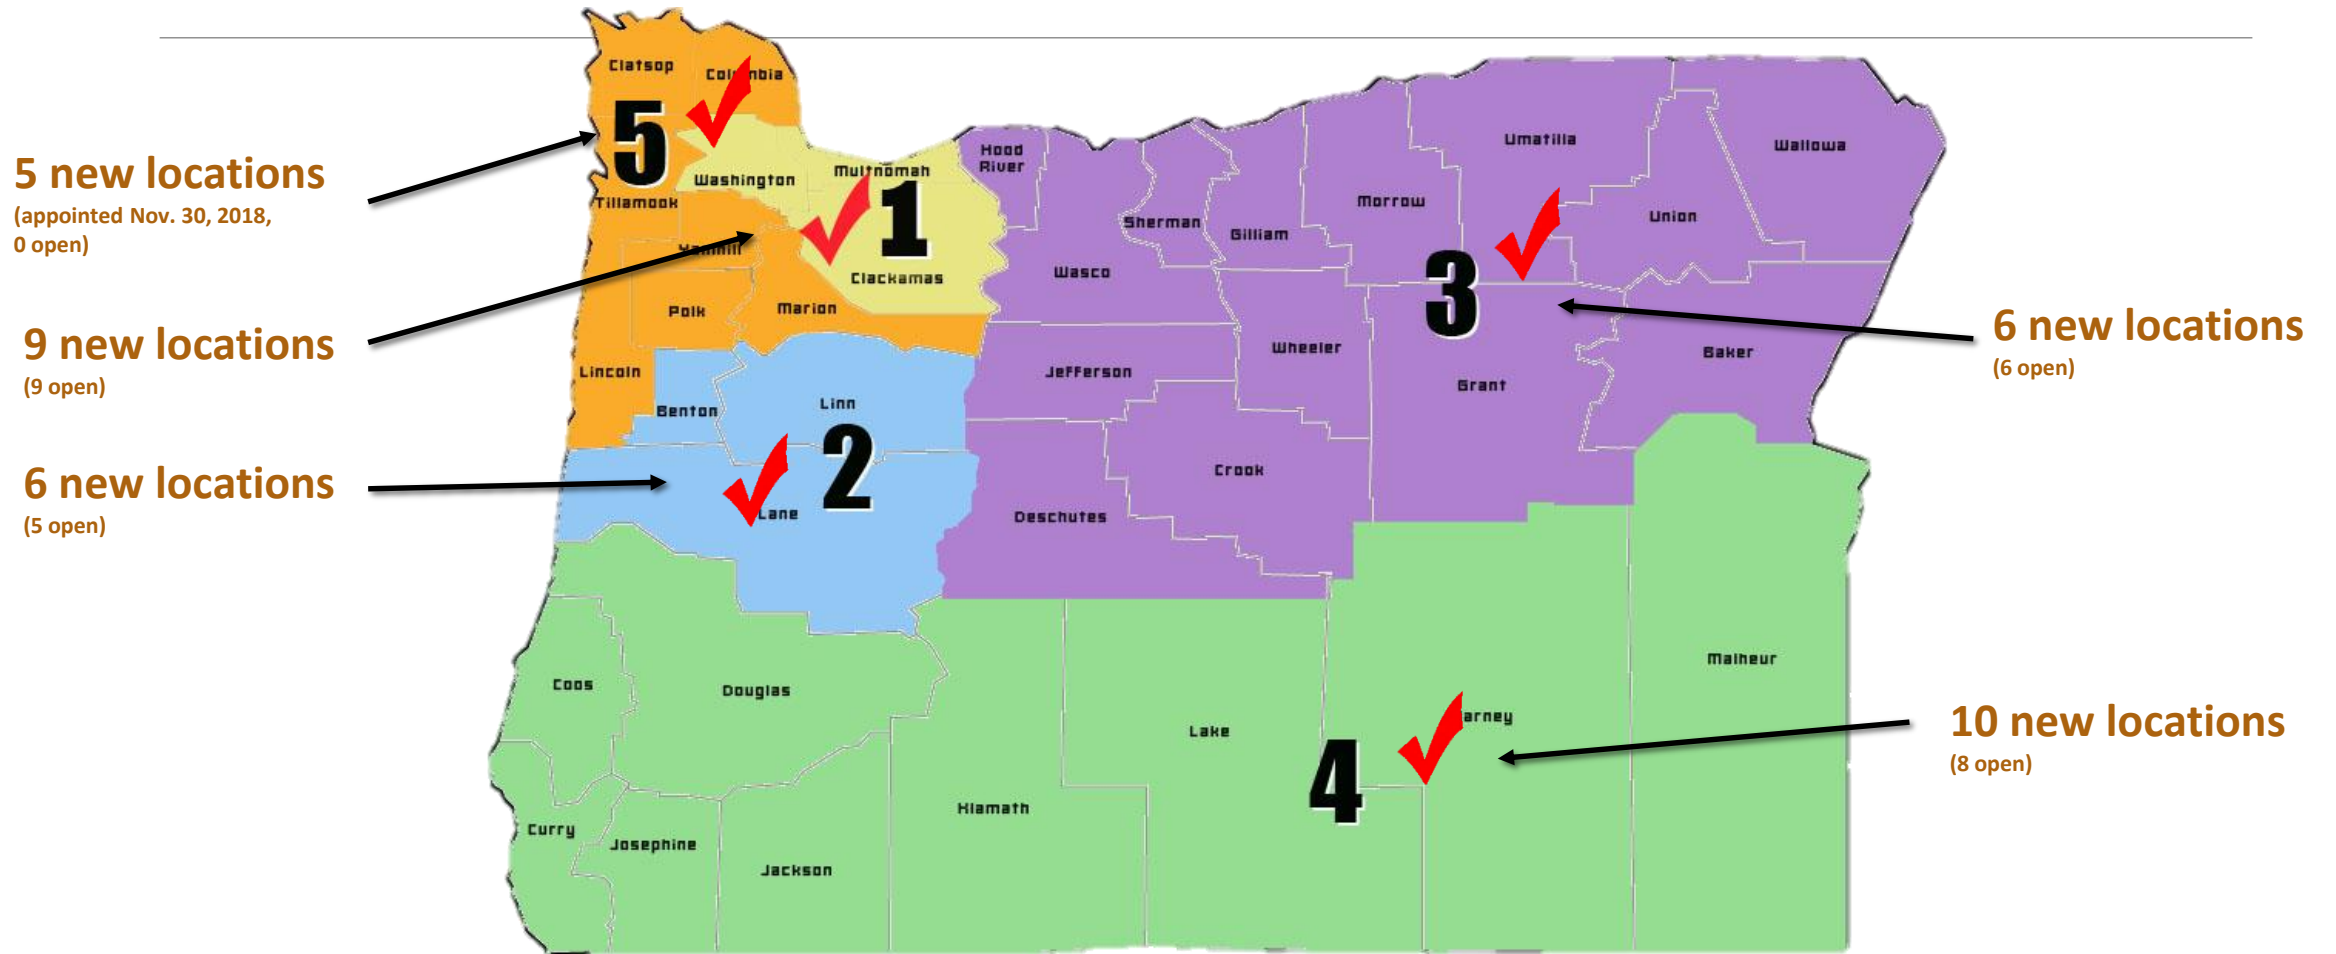 Clatsop
Columbia
5
5 new locations
(appointed Nov. 30, 2018,
0 open)
Washington
Multnomah
1
Clackamas
Tillamook
Yamhill
9 new locations
(9 open)
Polk
Marion
Lincoln
Benton
Linn
2
6 new locations
(5 open)
Lane
Hood
River
Wasco
Sherman
Gilliam
Morrow
Umatilla
Union
Wallowa
3
6 new locations
(6 open)
Wheeler
Jefferson
Grant
Baker
Crook
Deschutes
Coos
Douglas
Curry
Josephine
Jackson
Klamath
Lake
4
arney
Malheur
10 new locations
(8 open)